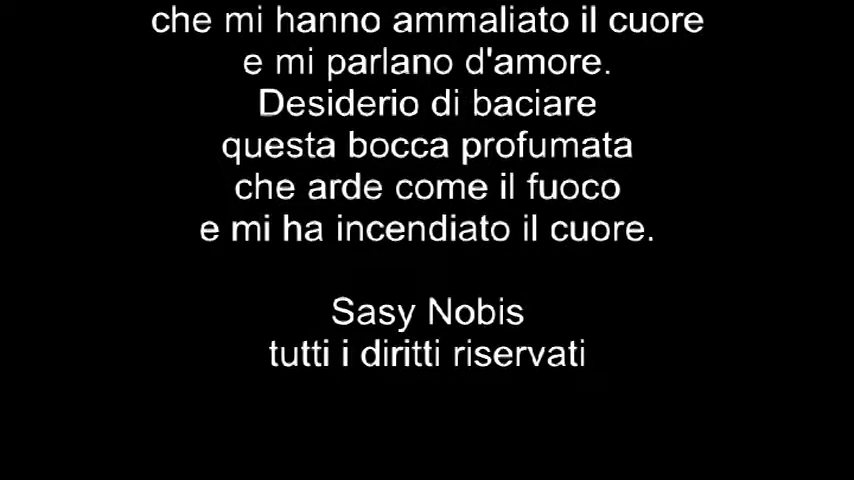 che mi hanno ammaliato il cuore
e mi parlano d'amore.
Desiderio di baciare
questa bocca profumata
che arde come il fuoco
e mi ha incendiato il cuore.
Sasy Nobis
tutti i diritti riservati